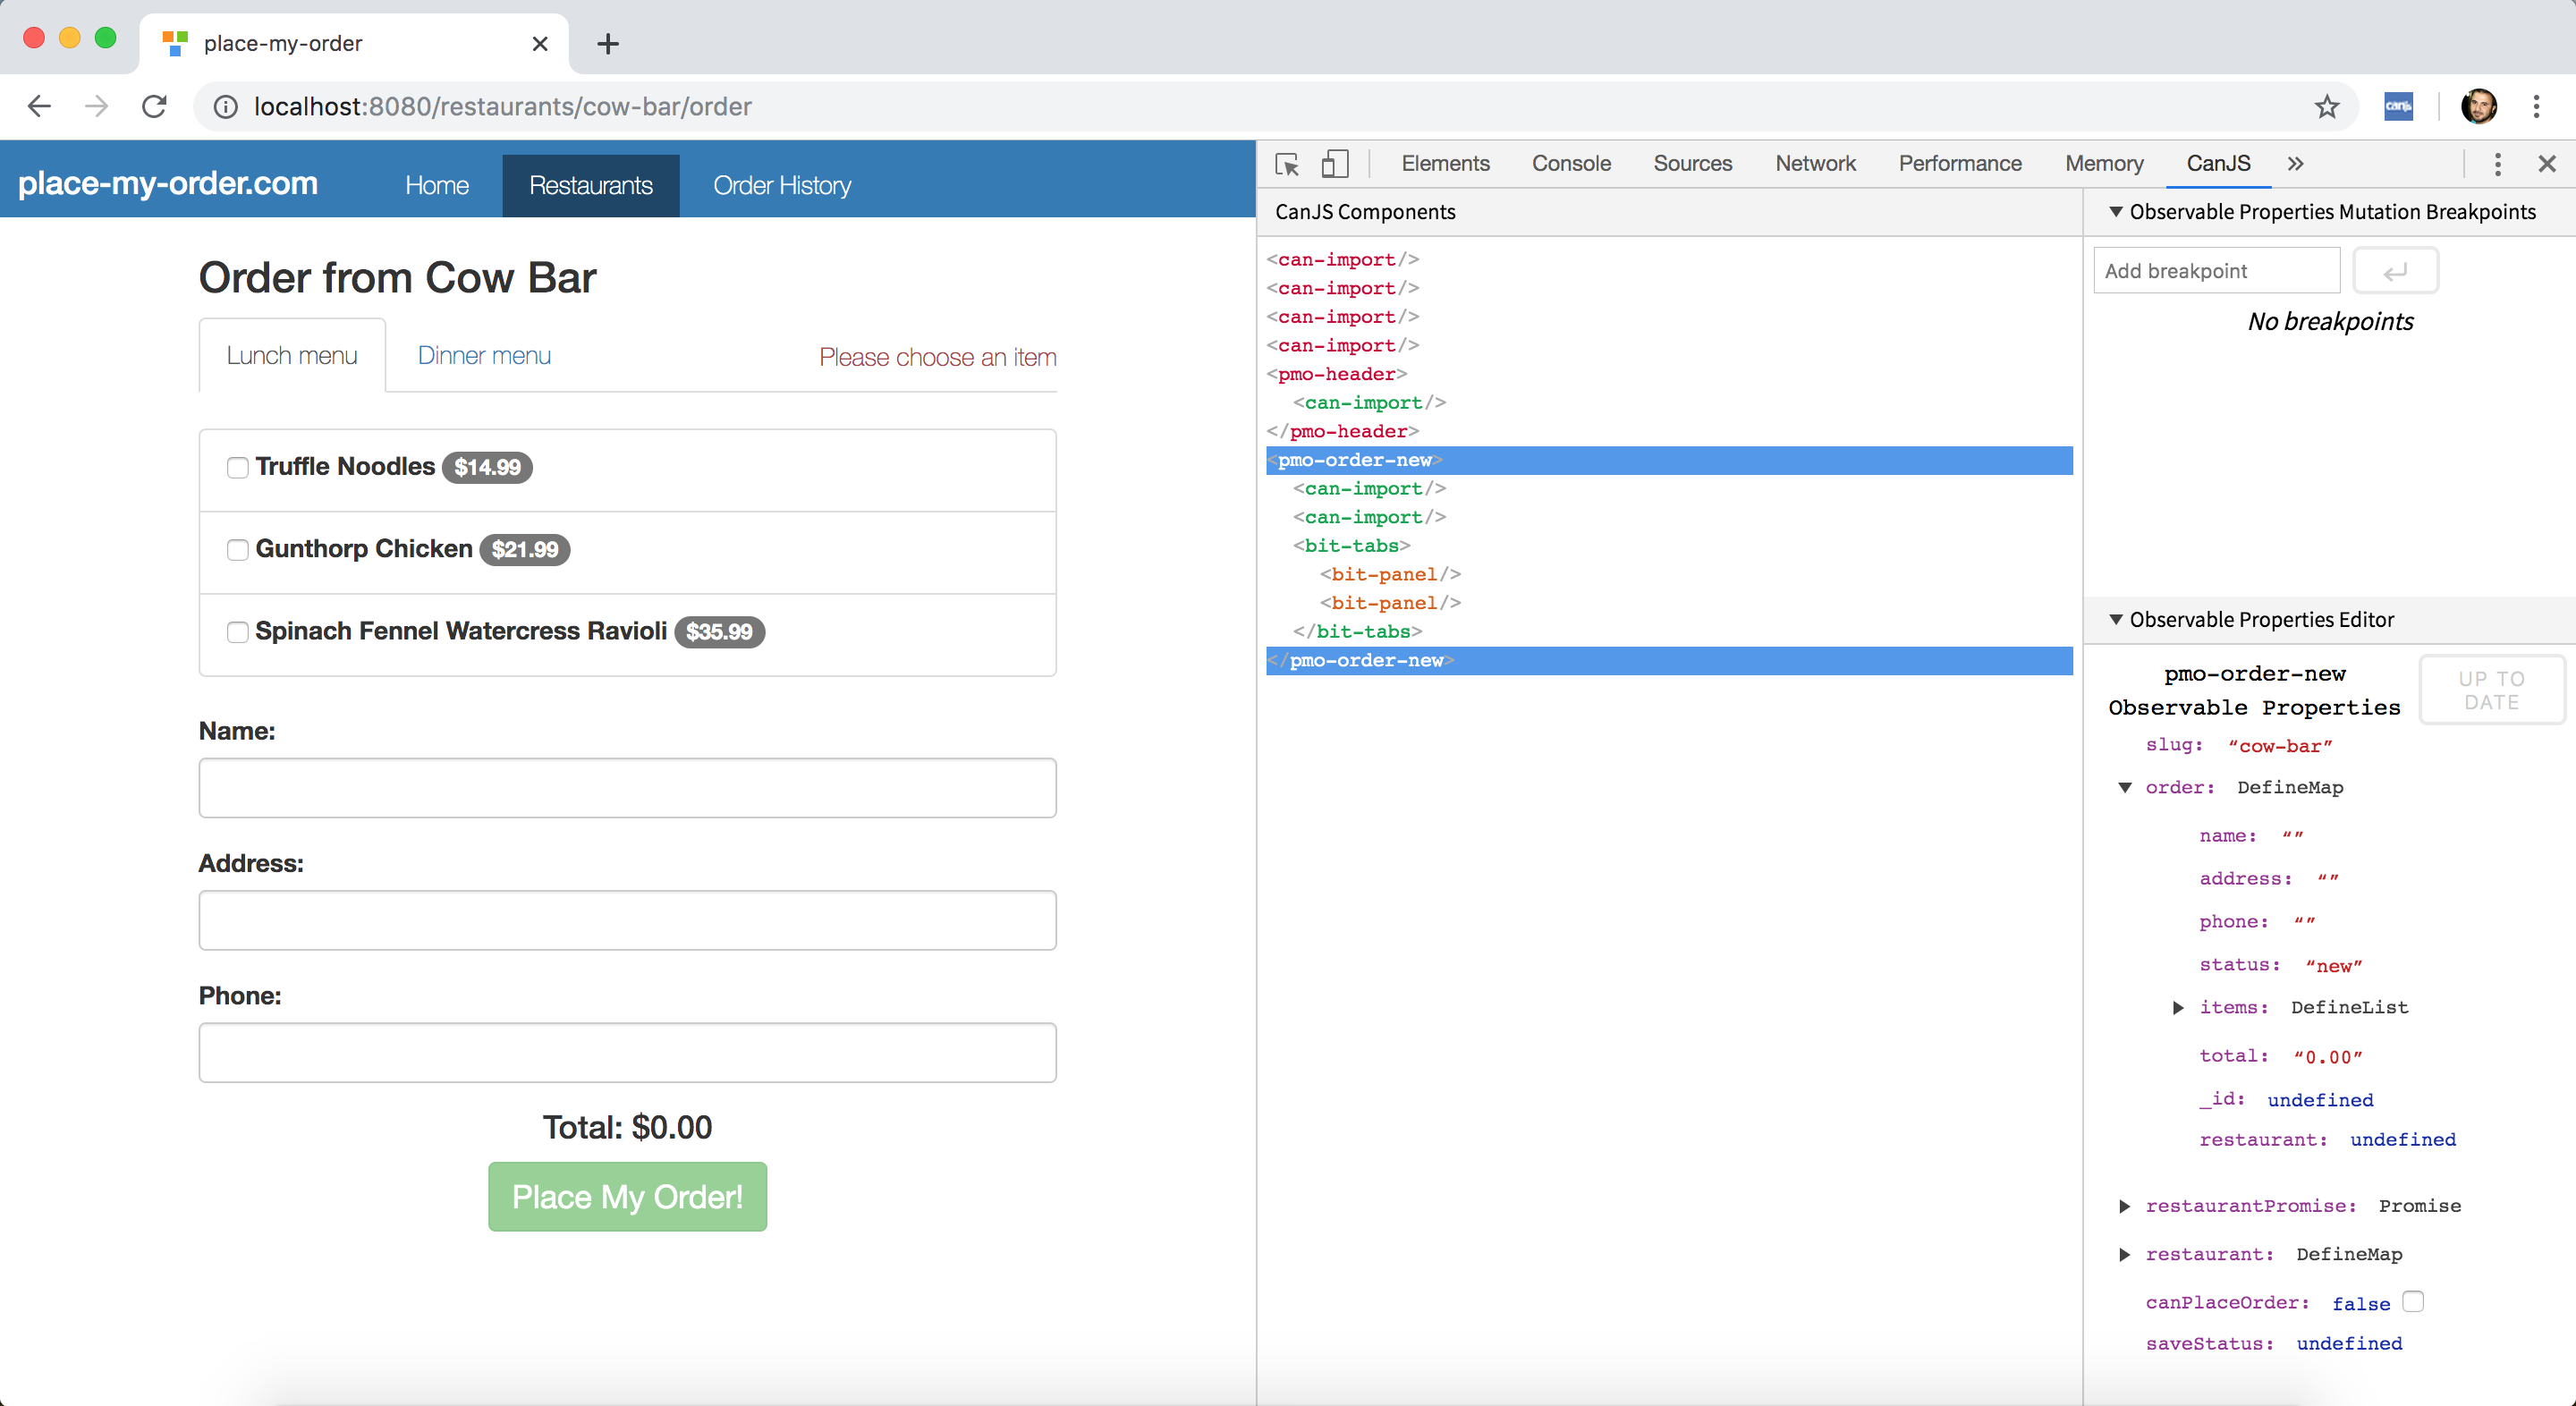 place-my-order
localhost:8080/restaurants/cow-bar/order
canjs
place-my-order.com
Home
Restaurants
Order History
Order from Cow Bar
Lunch menu
Dinner menu
Please choose an item
Truffle Noodles $14.99
Gunthorp Chicken $21.99
Spinach Fennel Watercress Ravioli $35.99
Name:
Address:
Phone:
Total: $0.00
Place My Order!
Elements
Console
Sources
Network
Performance
Memory
CanJS
CanJS Components
<can-import/>
<can-import/>
<can-import/>
<can-import/>
<pmo-header>
<can-import/>
</pmo-header>
<pmo-order-new>
<can-import/>
<can-import/>
<bit-tabs>
<bit-panel/>
<bit-panel/>
</bit-tabs>
</pmo-order-new>
Observable Properties Mutation Breakpoints
Add breakpoint
No breakpoints
Observable Properties Editor
pmo-order-new
Observable Properties
UP TO
DATE
slug: “cow-bar”
order: DefineMap
name: “”
address: “”
phone: “”
status: “new”
items: DefineList
total: “0.00”
_id: undefined
restaurant: undefined
restaurantPromise: Promise
restaurant: DefineMap
canPlaceOrder: false
saveStatus: undefined